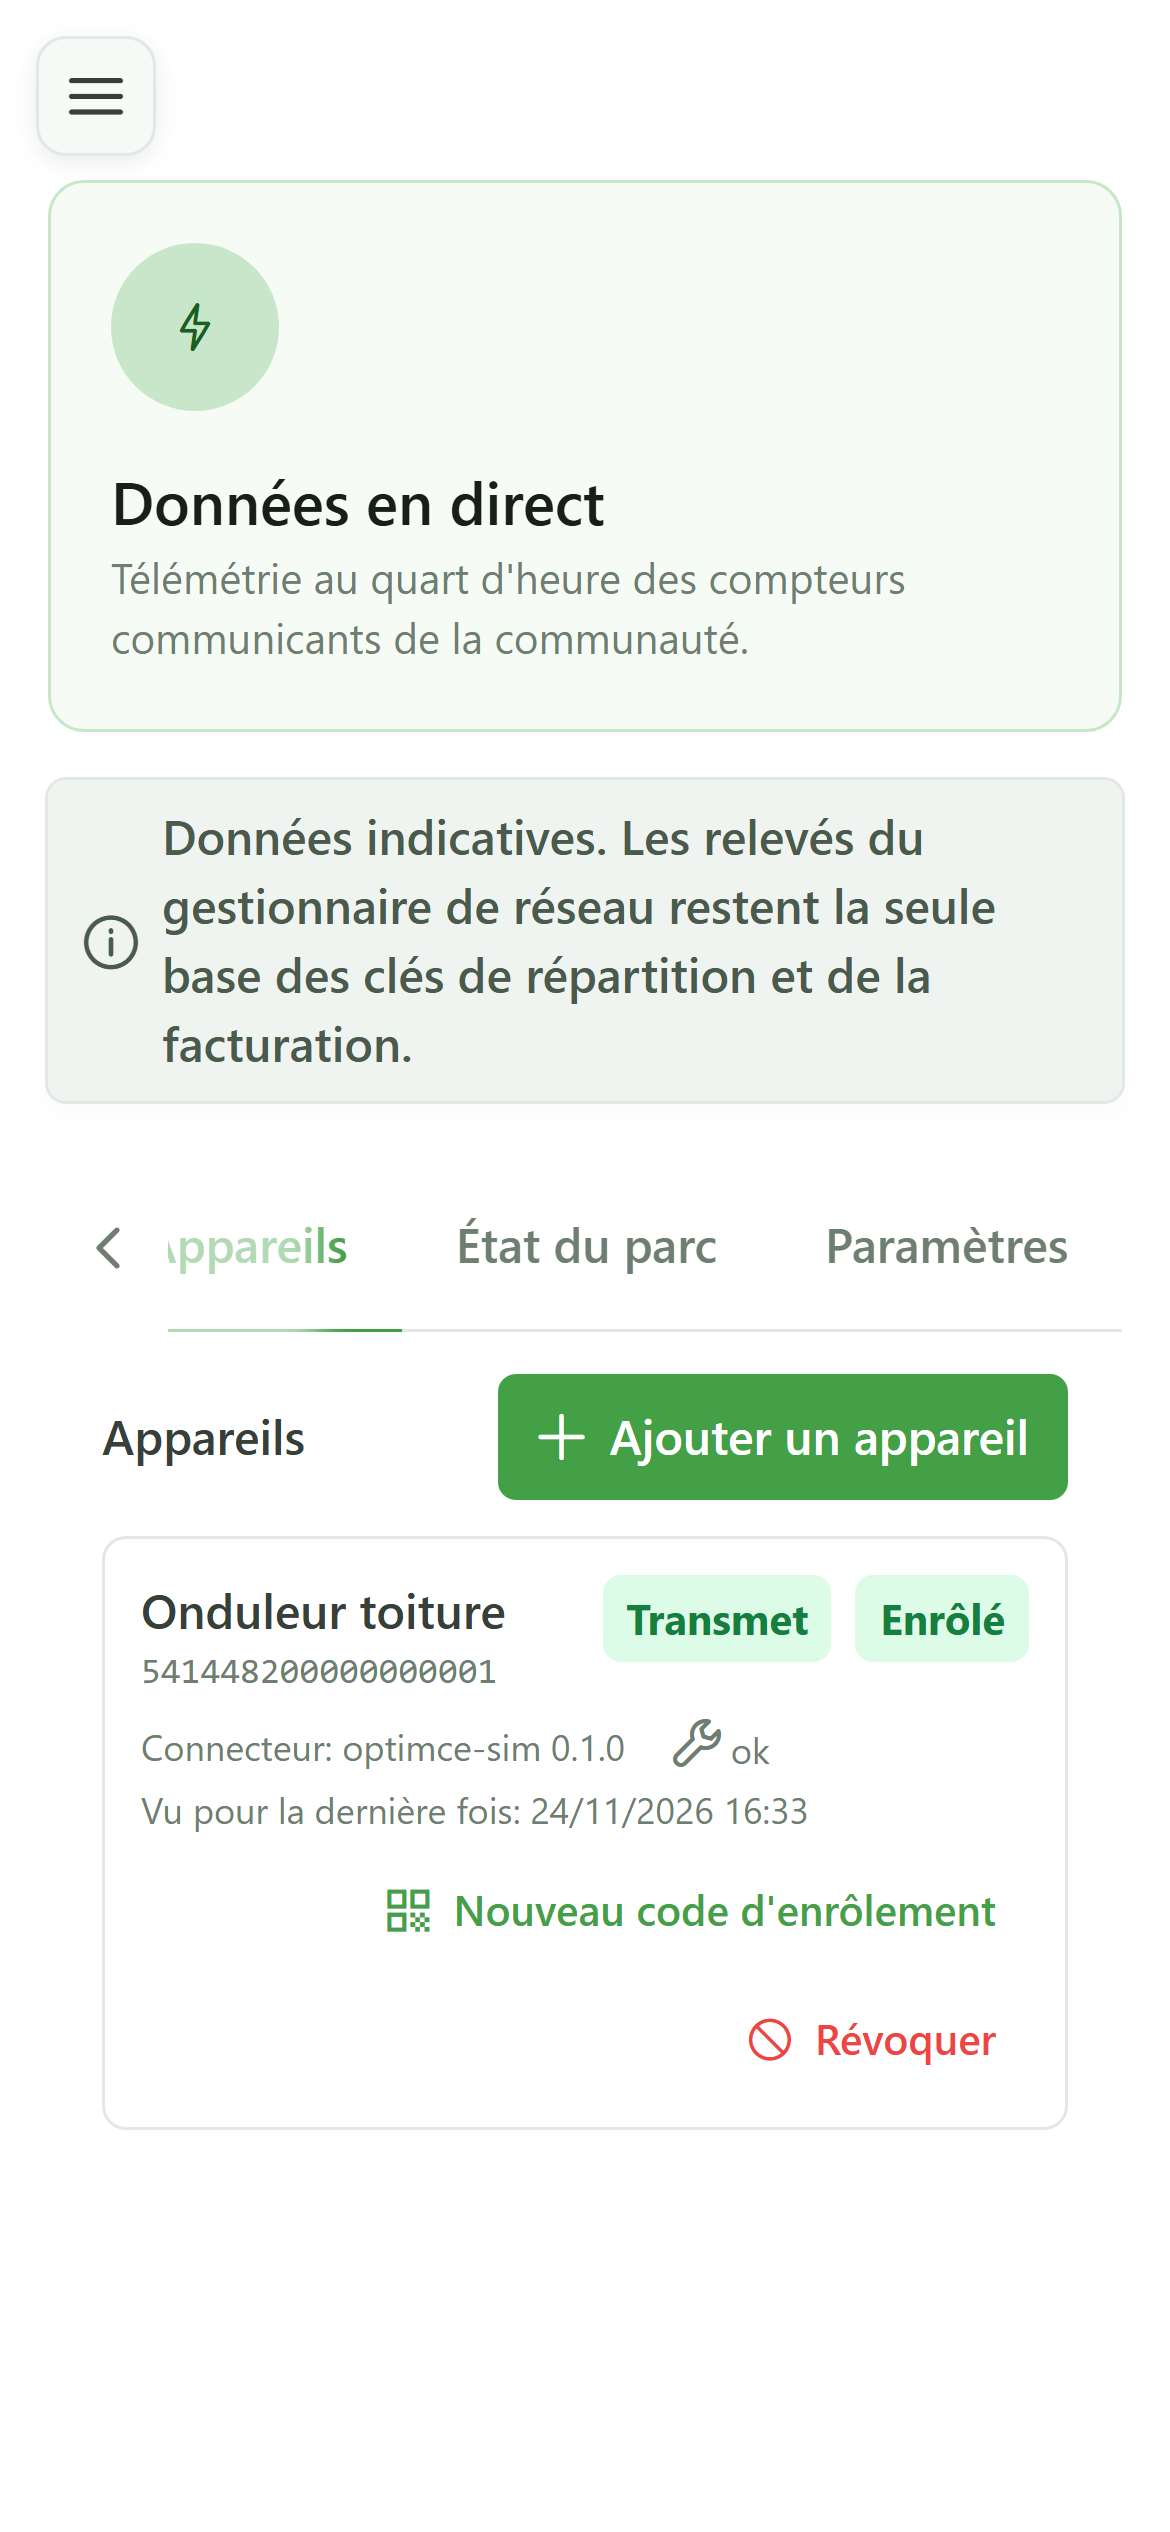 Données en direct
Télémétrie au quart d'heure des compteurs
communicants de la communauté.
Données indicatives. Les relevés du
gestionnaire de réseau restent la seule
base des clés de répartition et de la
facturation.
Appareils État du parc Paramètres
Appareils
Ajouter un appareil
Onduleur toiture
Transmet
Enrôlé
541448200000000001
Connecteur: optimce-sim 0.1.0
ok
Vu pour la dernière fois: 24/11/2026 16:33
Nouveau code d'enrôlement
Révoquer